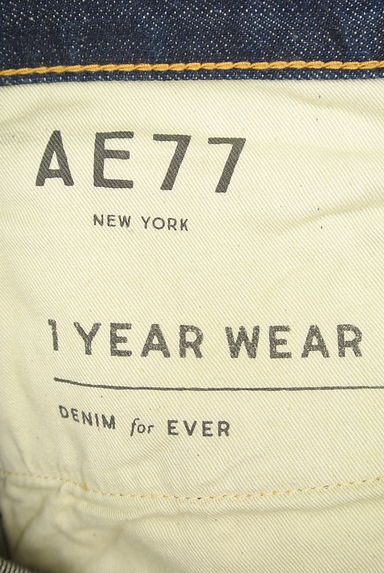 AE77
NEW YORK
1 YEAR WEAR
DENIM for EVER